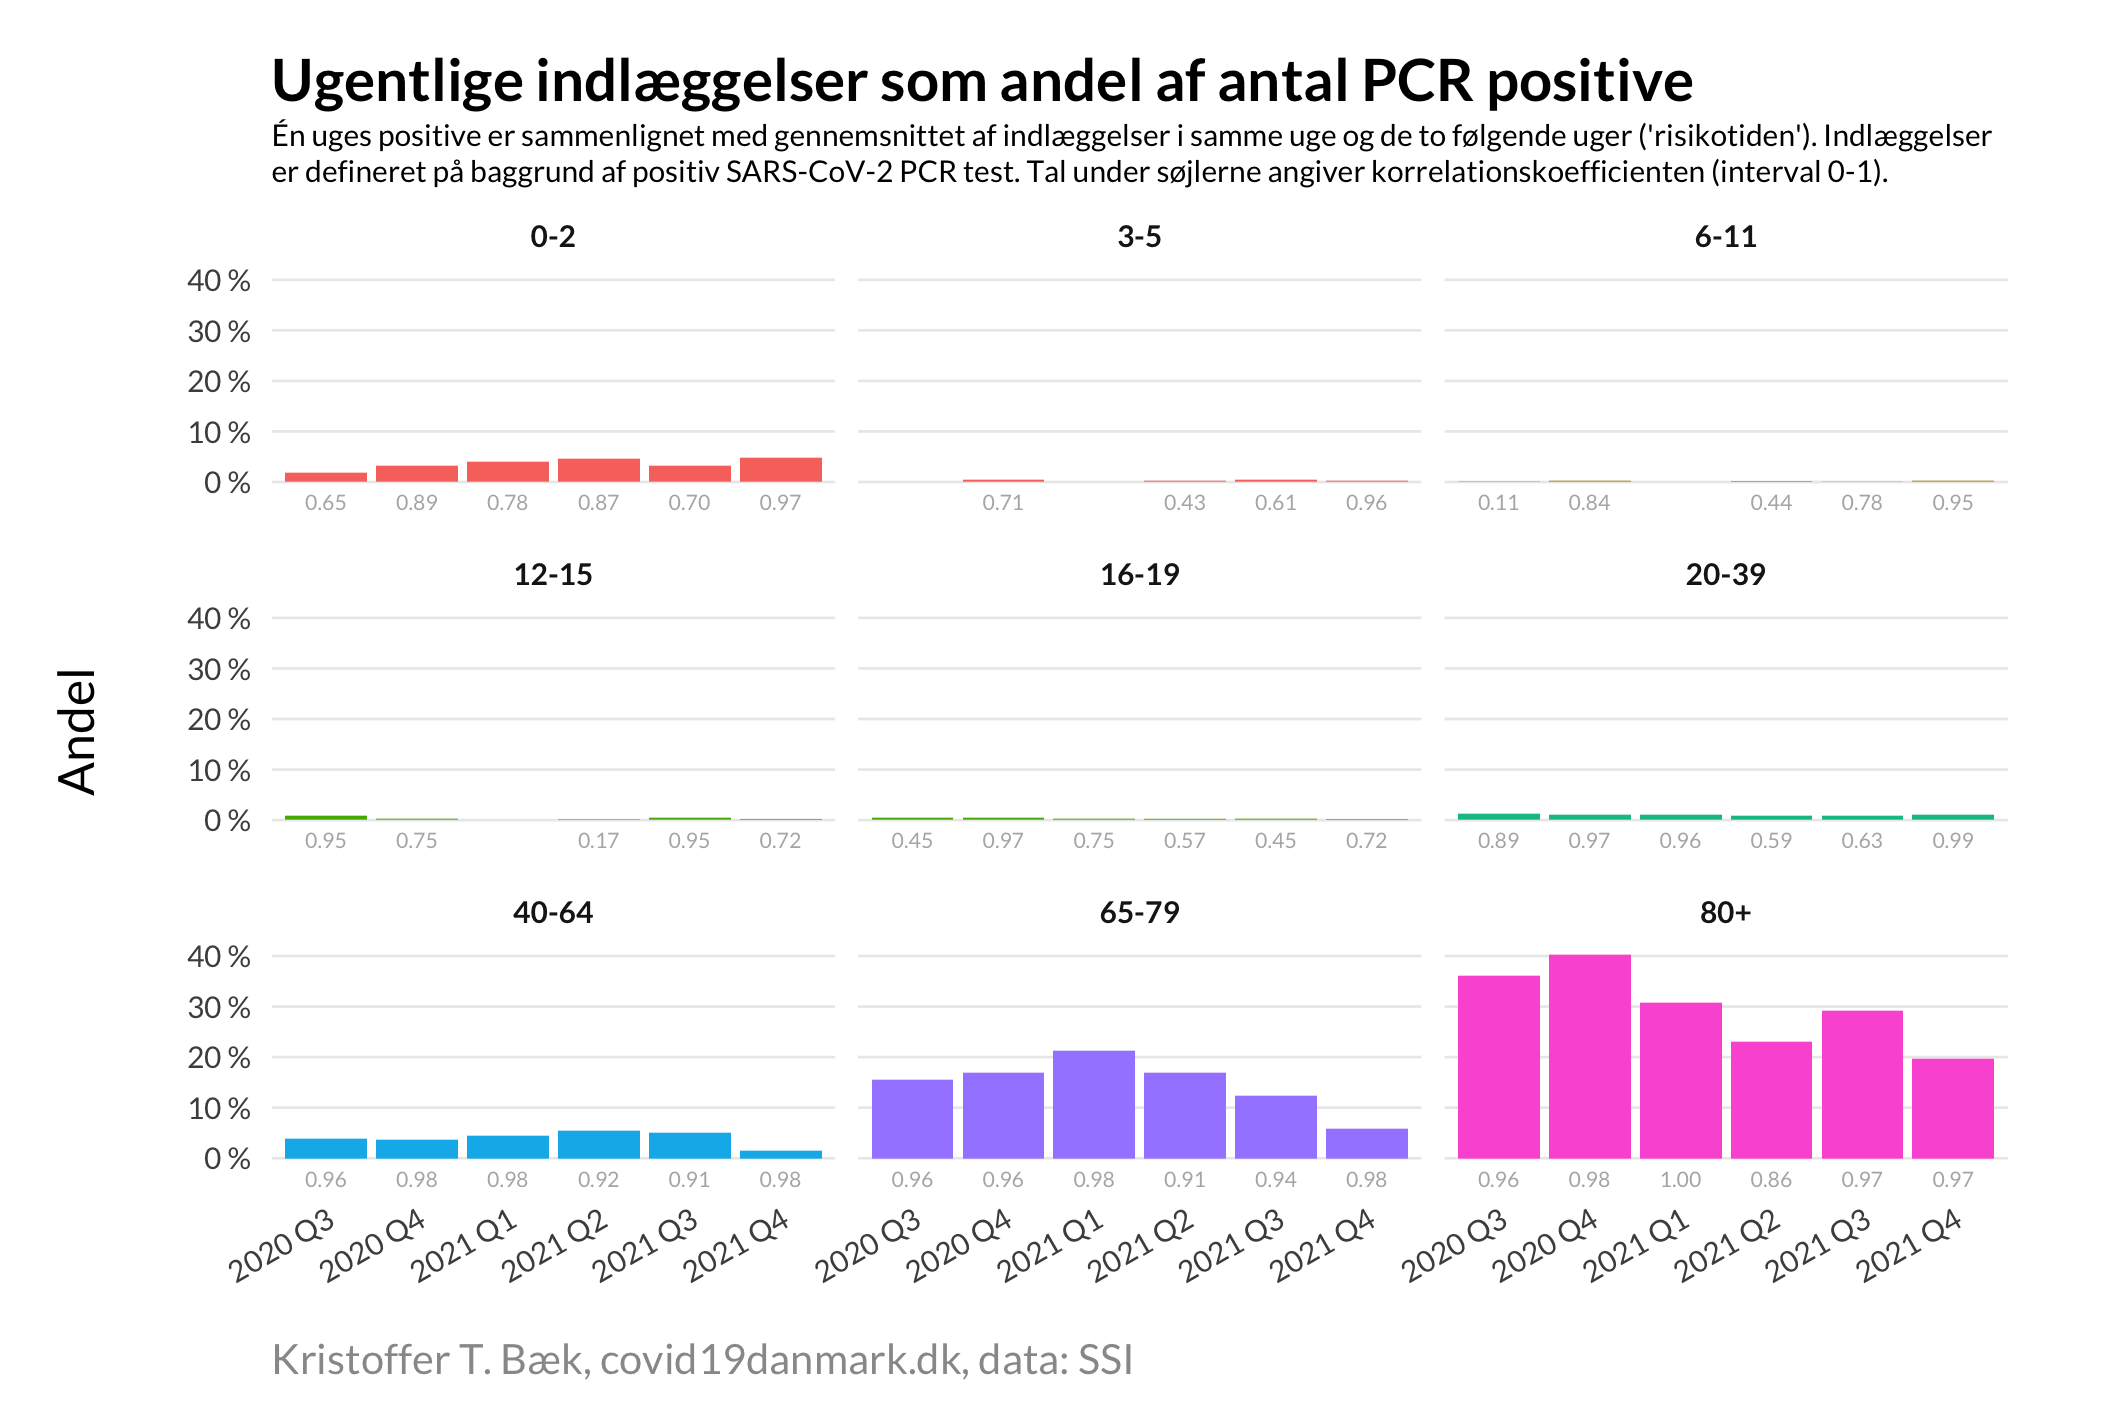 Ugentlige indlæggelser som andel af antal PCR positive
Én uges positive er sammenlignet med gennemsnittet af indlæggelser i samme uge og de to følgende uger ('risikotiden'). Indlæggelser
er defineret på baggrund af positiv SARS-CoV-2 PCR test. Tal under søjlerne angiver korrelationskoefficienten (interval 0-1).
0-2 3-5 6-11
40 %
30 %
20 %
10 %
0 %
0.65 0.89 0.78 0.87 0.70 0.97 0.71 0.43 0.61 0.96 0.11 0.84 0.44 0.78 0.95
12-15 16-19 20-39
40 %
30 %
20 %
10 %
0 %
0.95 0.75 0.17 0.95 0.72 0.45 0.97 0.75 0.57 0.45 0.72 0.89 0.97 0.96 0.59 0.63 0.99
Andel
40-64 65-79 80+
40 %
30 %
20 %
10 %
0 %
0.96 0.98 0.98 0.92 0.91 0.98 0.96 0.96 0.98 0.91 0.94 0.98 0.96 0.98 1.00 0.86 0.97 0.97
2020 Q3 2020 Q4 2021 Q1 2021 Q2 2021 Q3 2021 Q4 2020 Q3 2020 Q4 2021 Q1 2021 Q2 2021 Q3 2021 Q4 2020 Q3 2020 Q4 2021 Q1 2021 Q2 2021 Q3 2021 Q4
Kristoffer T. Bæk, covid19danmark.dk, data: SSI